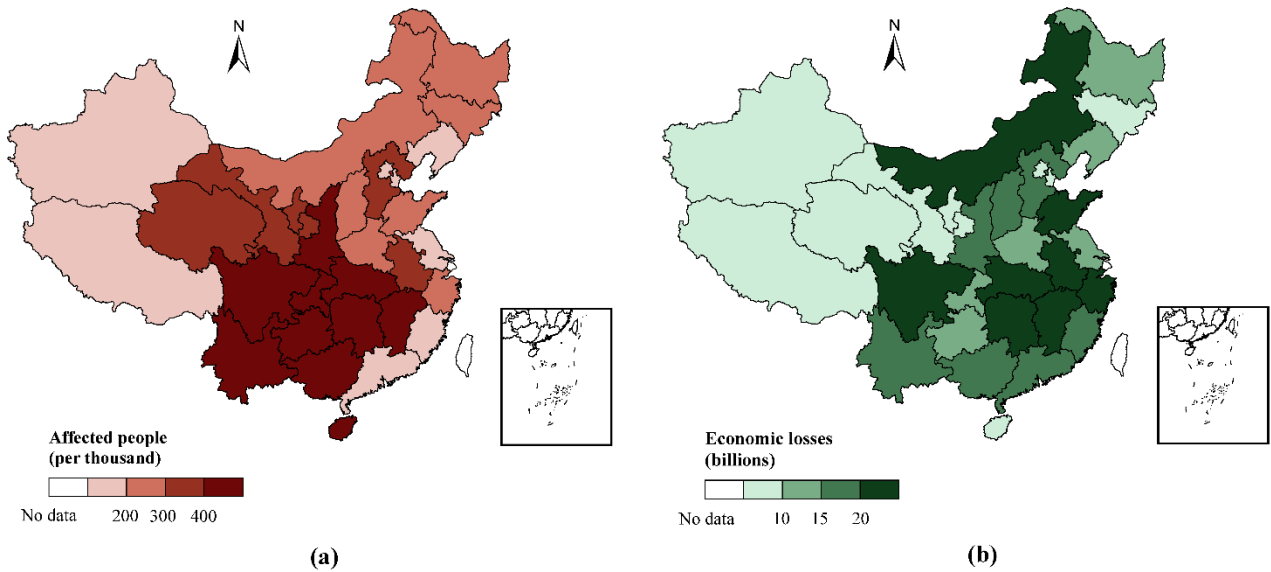 N
Affected people
(per thousand)
No data 200 300 400
(a)
N
Economic losses
(billions)
No data 10 15 20
(b)